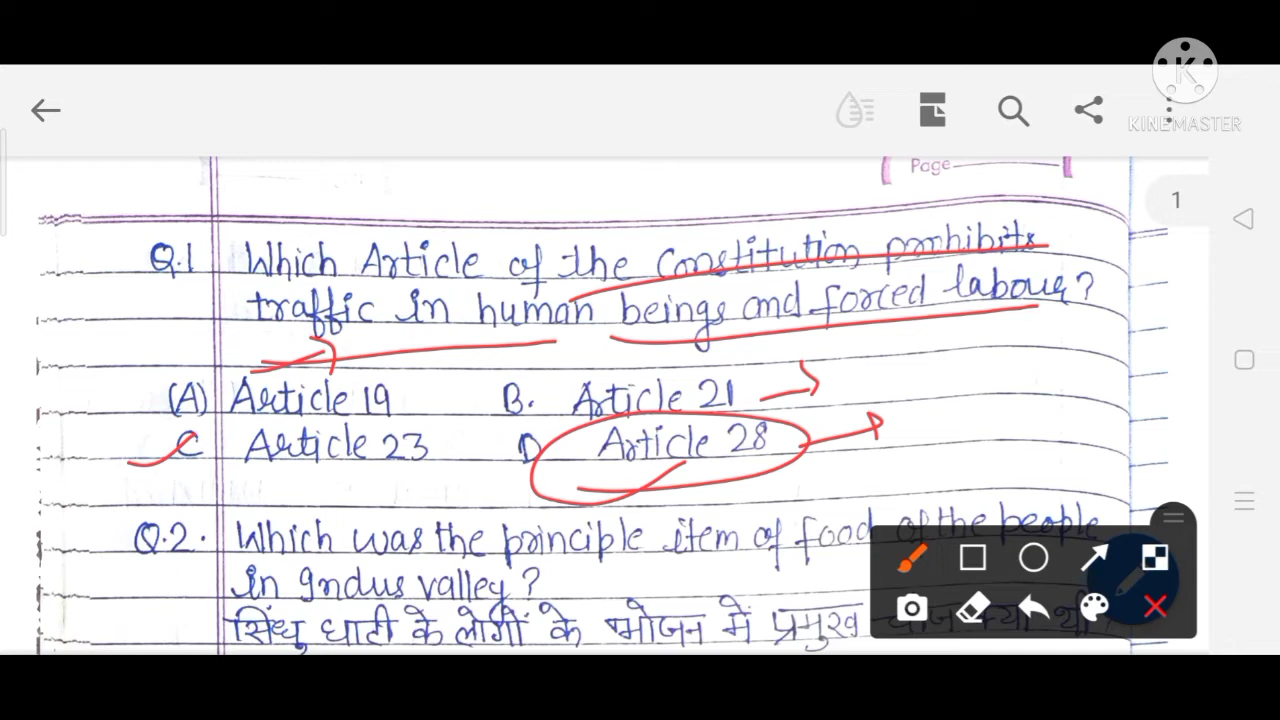 KINEMASTER
Page
1
Q.1 Which Article of the Constitution prohibits
traffic in human beings and forced labour?
(A) Article 19 B. Article 21
C Article 23 D Article 28
Q.2. Which was the principle item of food of the people
in Indus valley?
सिंधु घाटी के लोगों के भोजन में प्रमुख